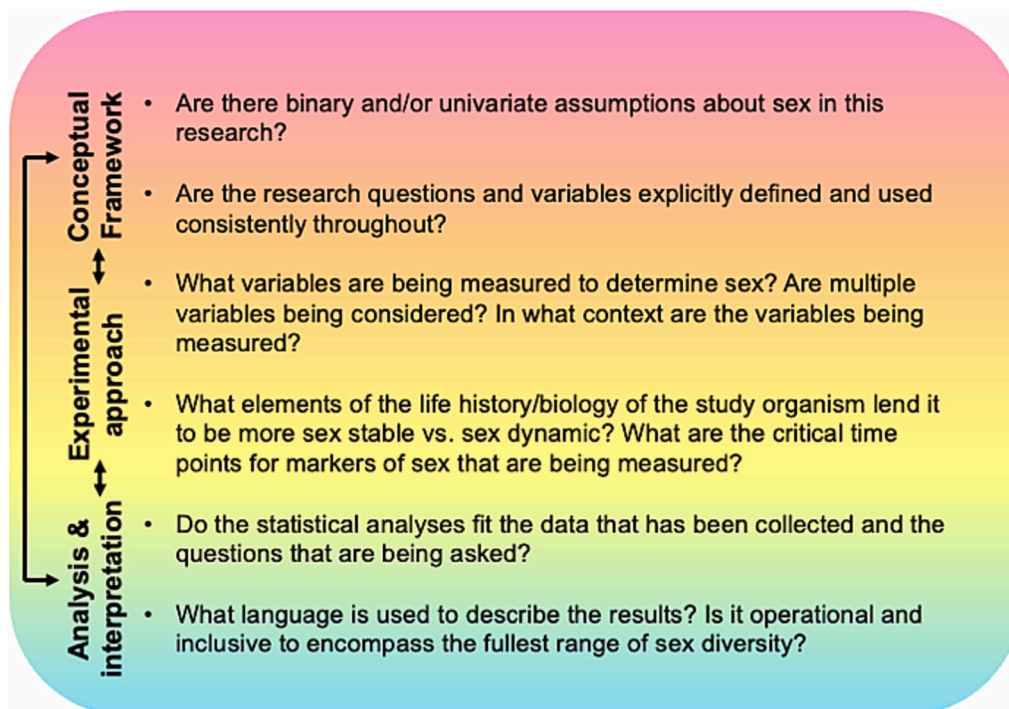 Conceptual
Framework
• Are there binary and/or univariate assumptions about sex in this
research?
• Are the research questions and variables explicitly defined and used
consistently throughout?
Experimental
approach
• What variables are being measured to determine sex? Are multiple
variables being considered? In what context are the variables being
measured?
• What elements of the life history/biology of the study organism lend it
to be more sex stable vs. sex dynamic? What are the critical time
points for markers of sex that are being measured?
Analysis &
interpretation
• Do the statistical analyses fit the data that has been collected and the
questions that are being asked?
• What language is used to describe the results? Is it operational and
inclusive to encompass the fullest range of sex diversity?